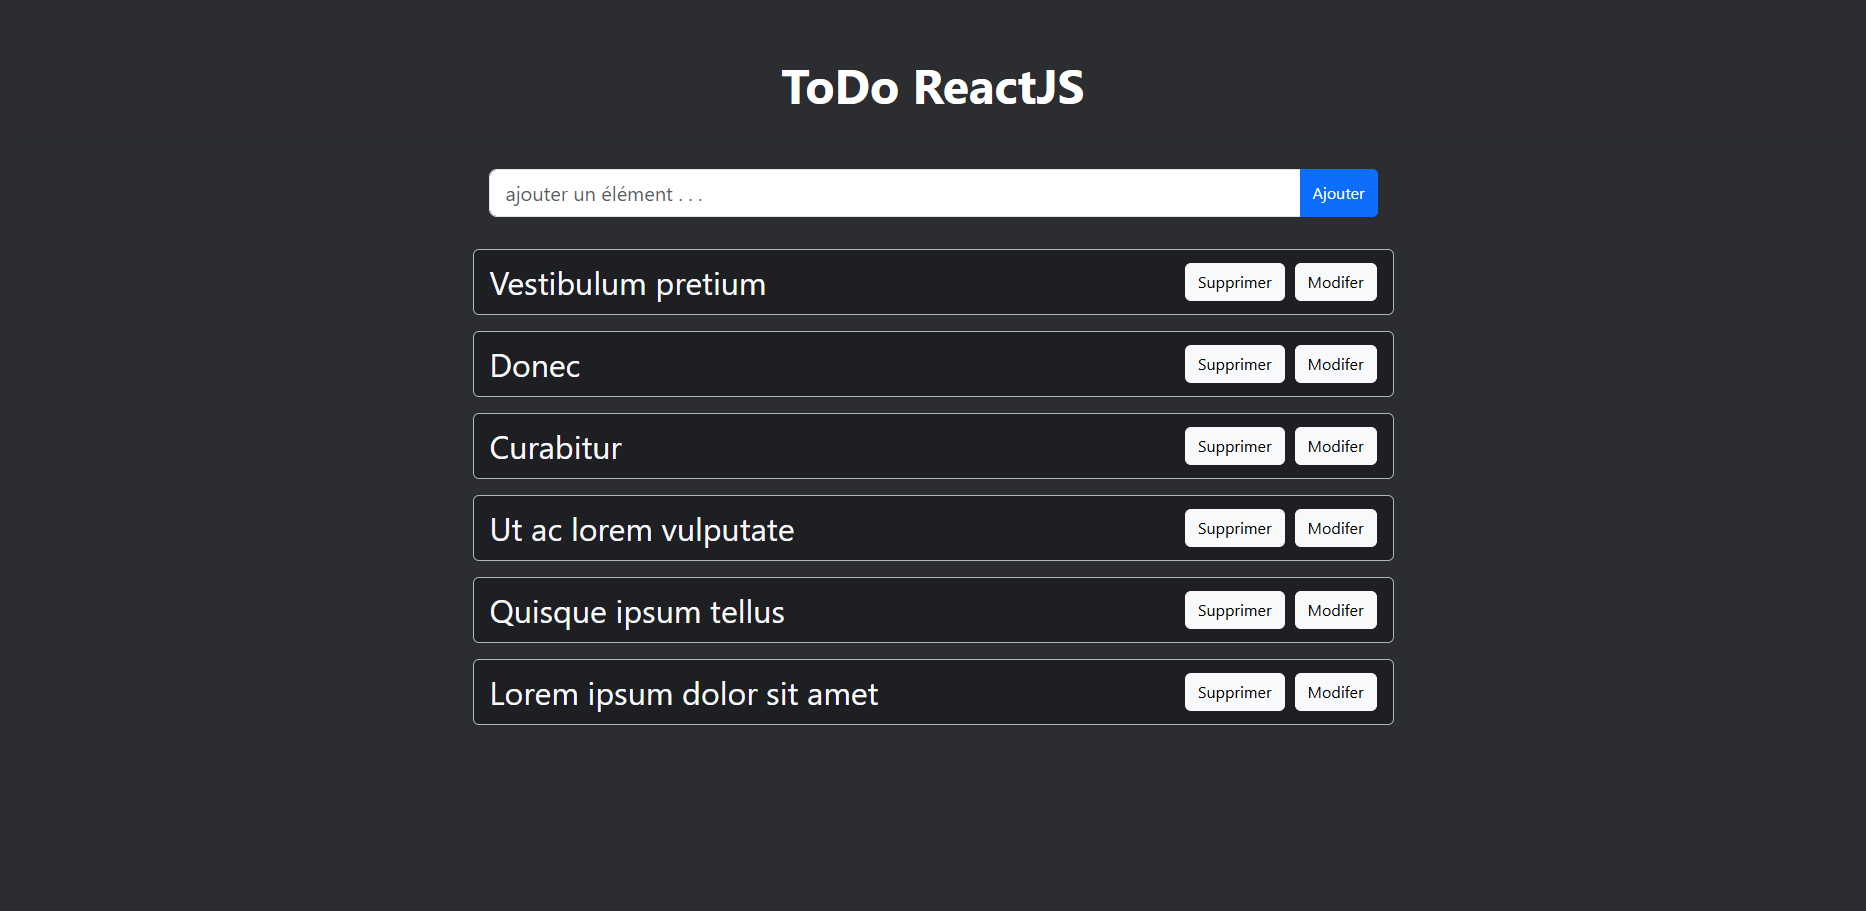 ToDo ReactJS
ajouter un élément . . .
Ajouter
Vestibulum pretium
Supprimer
Modifer
Donec
Supprimer
Modifer
Curabitur
Supprimer
Modifer
Ut ac lorem vulputate
Supprimer
Modifer
Quisque ipsum tellus
Supprimer
Modifer
Lorem ipsum dolor sit amet
Supprimer
Modifer